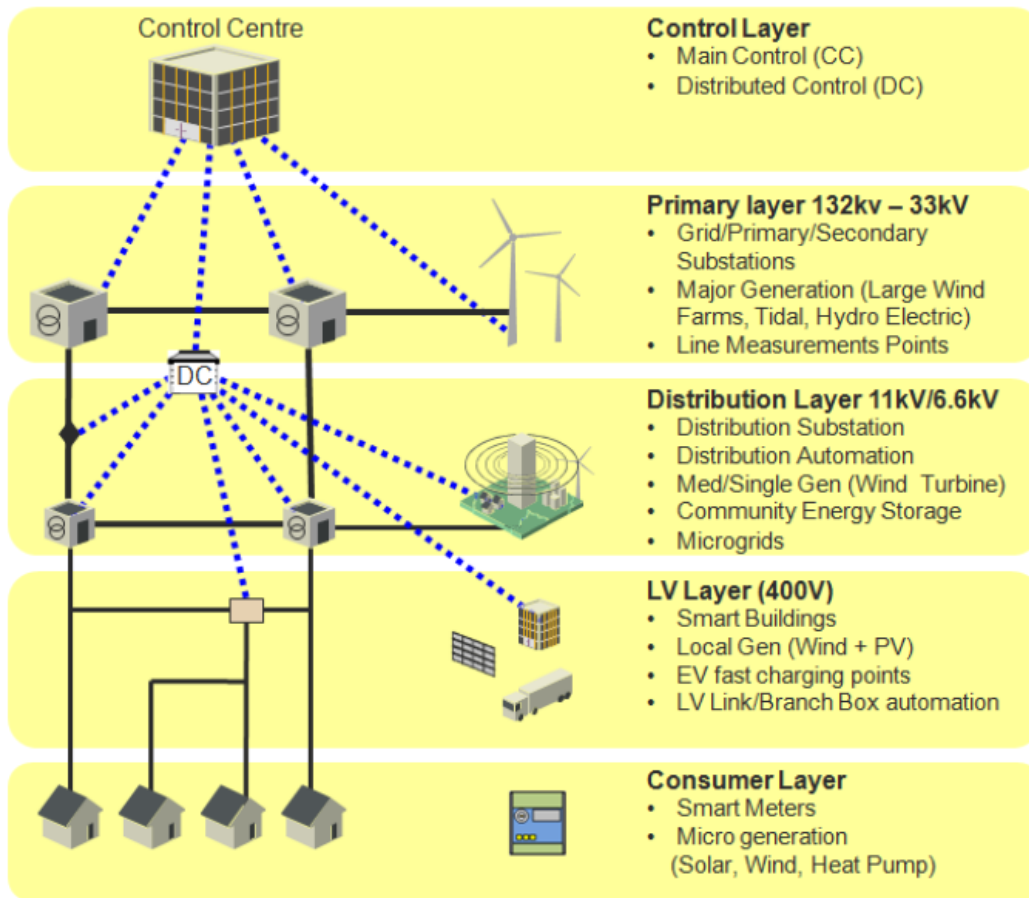 Control Centre
Control Layer
• Main Control (CC)
• Distributed Control (DC)
Primary layer 132kv – 33kV
• Grid/Primary/Secondary
Substations
• Major Generation (Large Wind
Farms, Tidal, Hydro Electric)
• Line Measurements Points
DC
Distribution Layer 11kV/6.6kV
• Distribution Substation
• Distribution Automation
• Med/Single Gen (Wind Turbine)
• Community Energy Storage
• Microgrids
LV Layer (400V)
• Smart Buildings
• Local Gen (Wind + PV)
• EV fast charging points
• LV Link/Branch Box automation
Consumer Layer
• Smart Meters
• Micro generation
(Solar, Wind, Heat Pump)